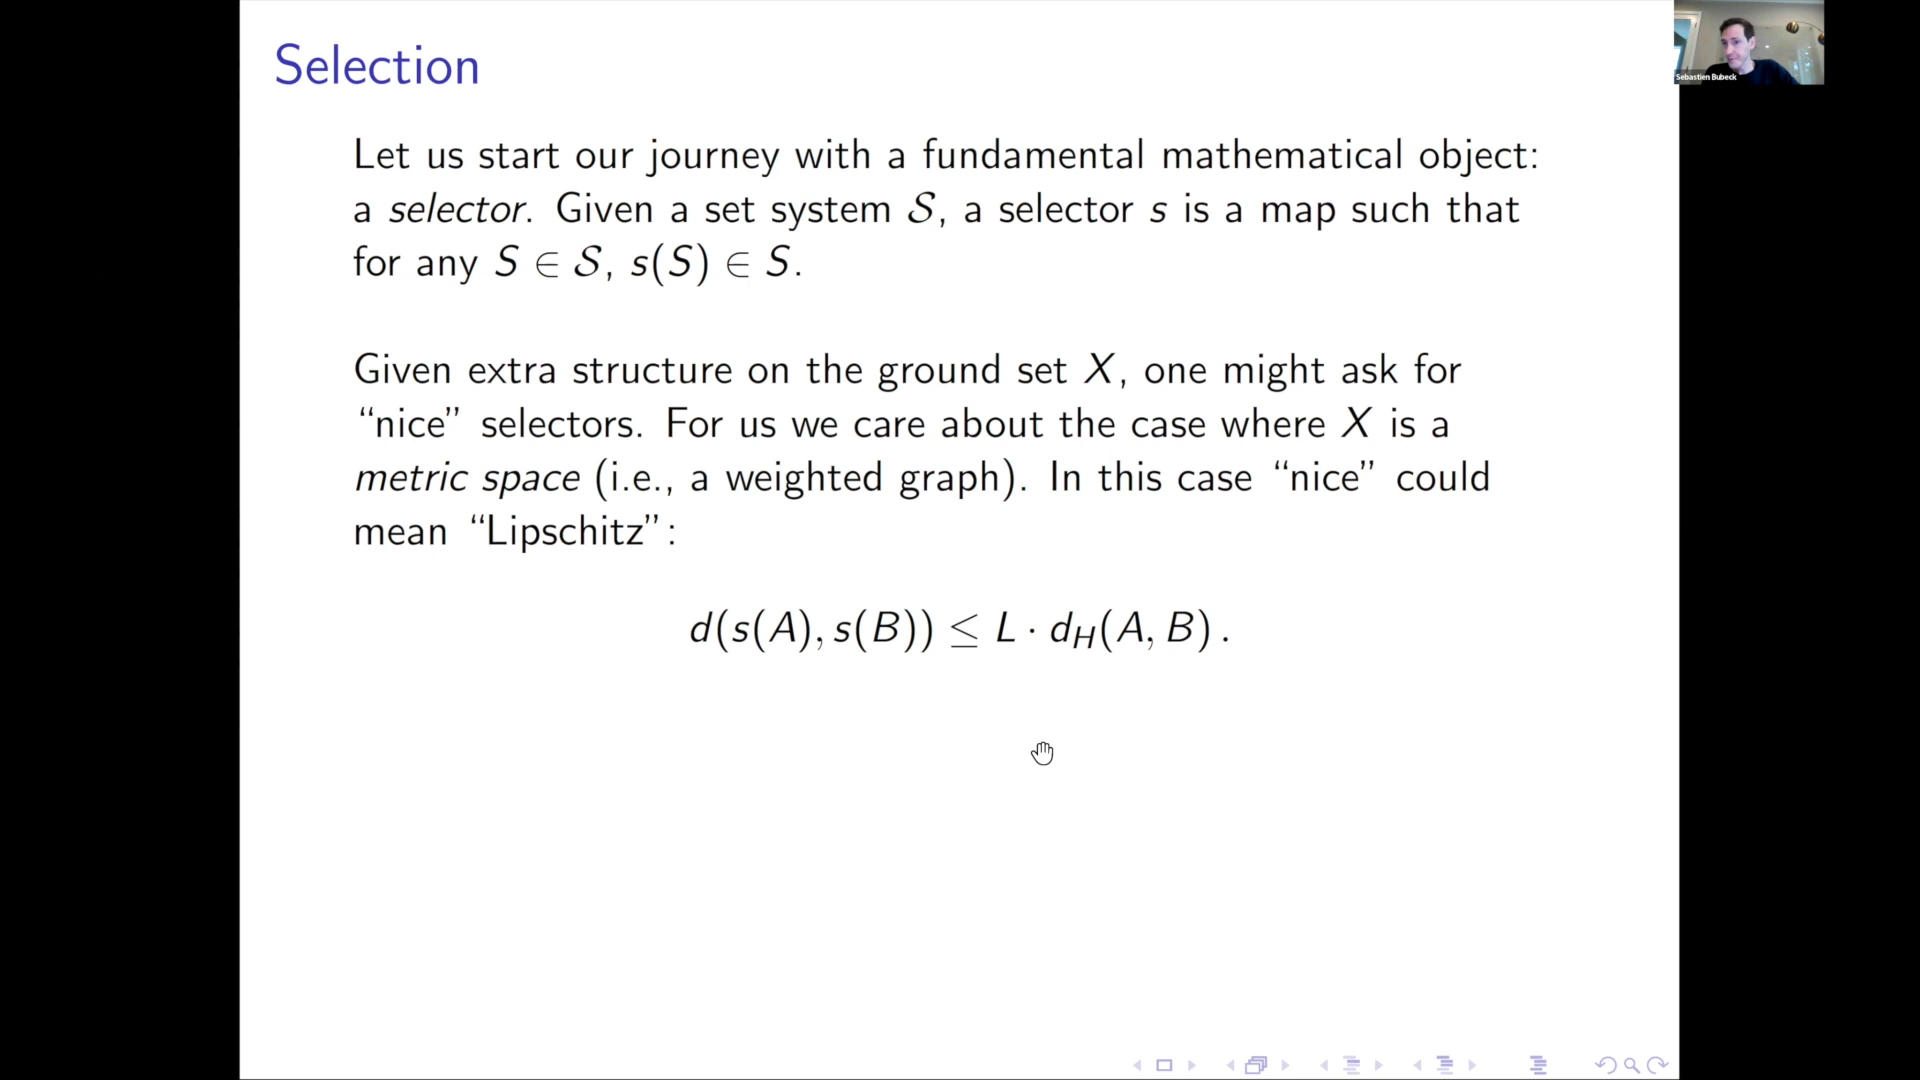 Selection
Sebastien Bubeck
Let us start our journey with a fundamental mathematical object:
a selector. Given a set system 𝒮, a selector s is a map such that
for any S ∈ 𝒮, s(S) ∈ S.
Given extra structure on the ground set X, one might ask for
“nice” selectors. For us we care about the case where X is a
metric space (i.e., a weighted graph). In this case “nice” could
mean “Lipschitz”:
d(s(A), s(B)) ≤ L · d_H(A, B) .